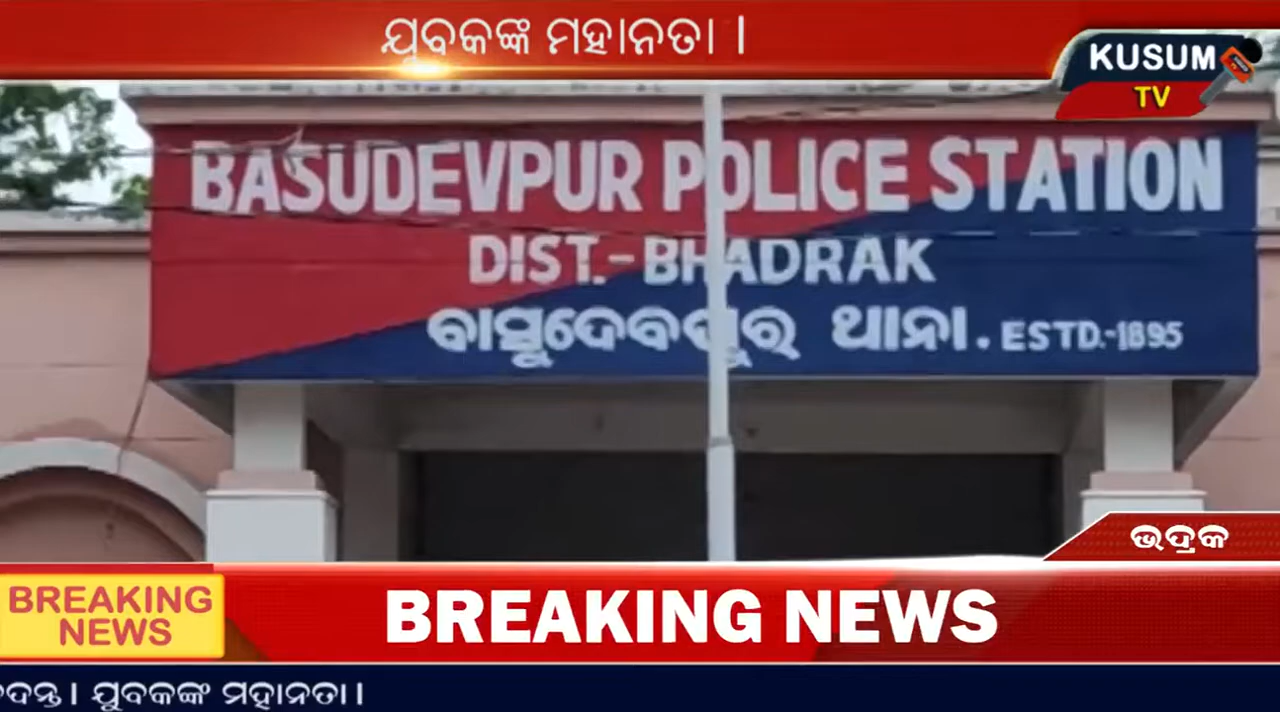 ଯୁବକଙ୍କ ମହାନତା ।
KUSUM
TV
BASUDEVPUR POLICE STATION
DIST.-BHADRAK
ବାସୁଦେବପୁର ଥାନା. ESTD.-1895
ଭଦ୍ରକ
BREAKING
NEWS
BREAKING NEWS
ଯୁବକଙ୍କ ମହାନତା ।